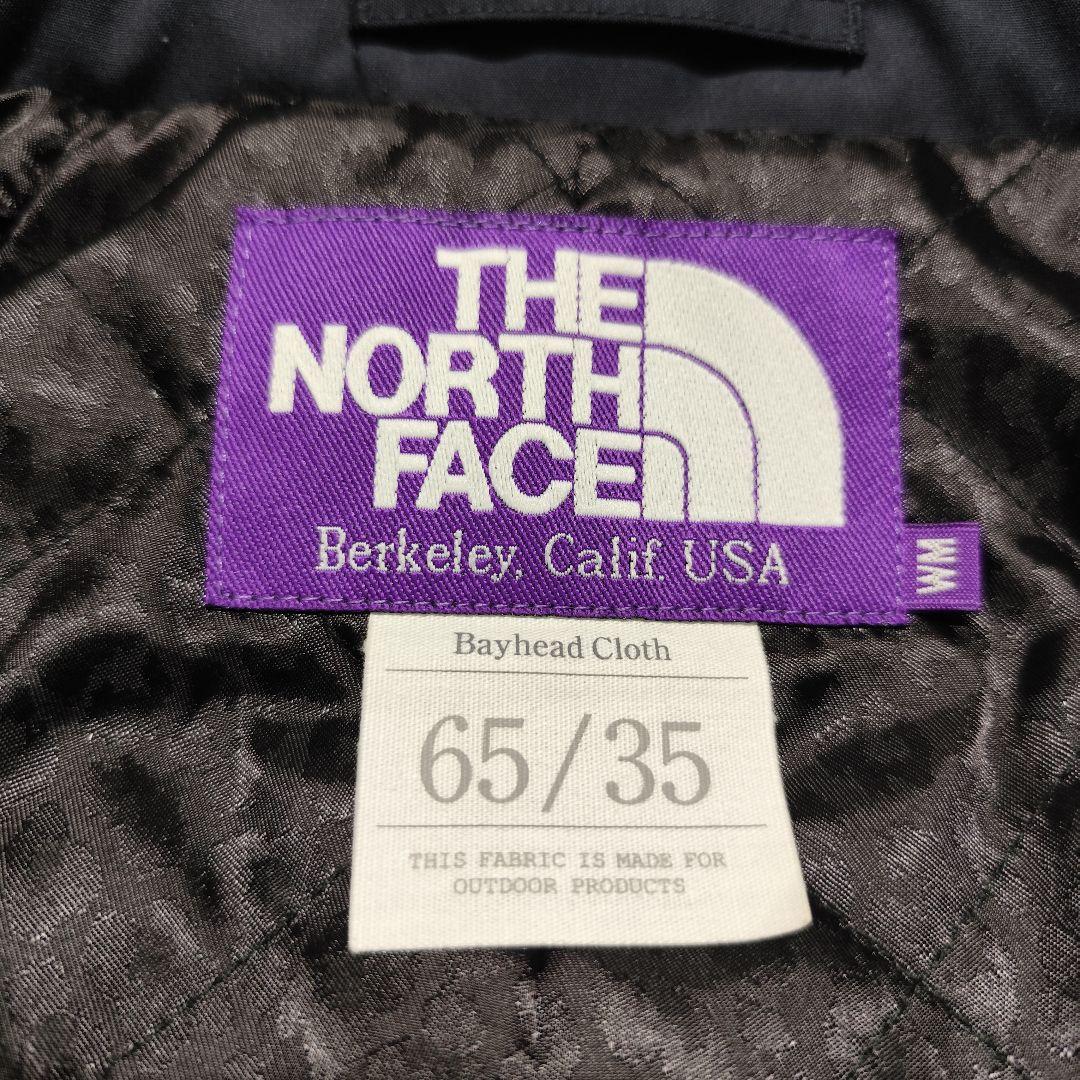 THE
NORTH
FACE
Berkeley, Calif. USA
WM
Bayhead Cloth
65/35
THIS FABRIC IS MADE FOR
OUTDOOR PRODUCTS